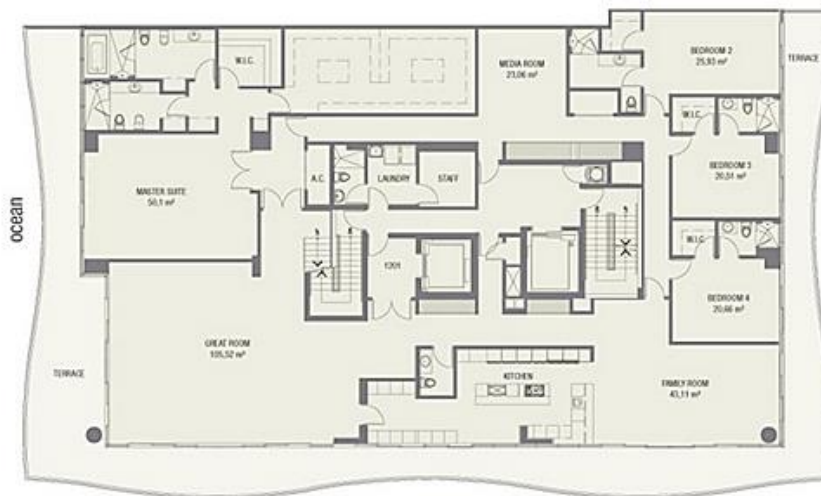 W.I.C.
MEDIA ROOM
23,06 m²
BEDROOM 2
25,93 m²
TERRACE
W.I.C.
BEDROOM 3
20,51 m²
A.C.
LAUNDRY
STAFF
MASTER SUITE
50,1 m²
ocean
W.I.C.
1201
BEDROOM 4
20,66 m²
GREAT ROOM
105,52 m²
TERRACE
KITCHEN
FAMILY ROOM
43,11 m²